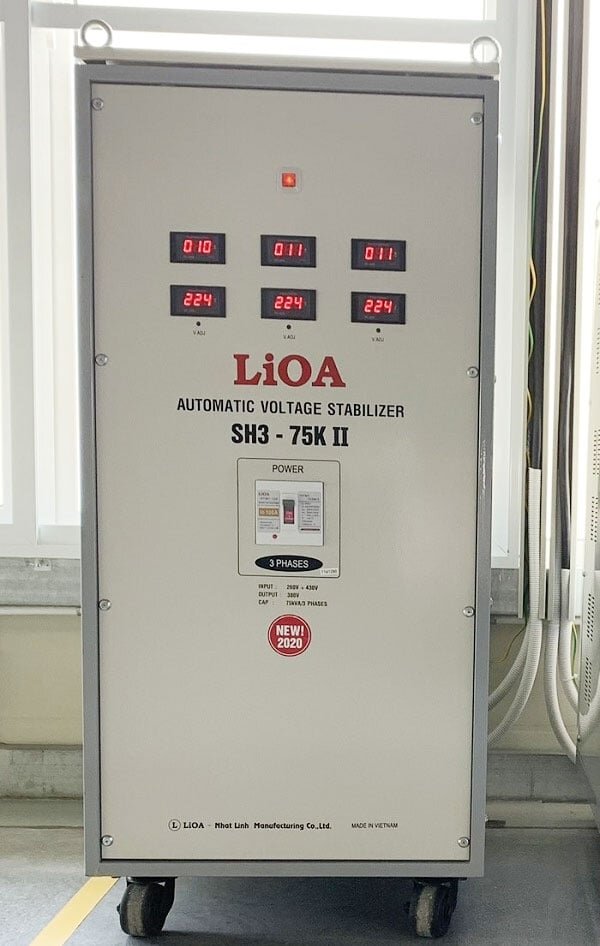 010 011 011
224 224 224
V.ADJ V.ADJ V.ADJ
LiOA
AUTOMATIC VOLTAGE STABILIZER
SH3 - 75K II
POWER
LiOA
100A
3 PHASES
INPUT : 260V ÷ 430V
OUTPUT : 380V
CAP : 75kVA/3 PHASES
NEW!
2020
L LiOA - Nhat Linh Manufacturing Co.,Ltd. MADE IN VIETNAM